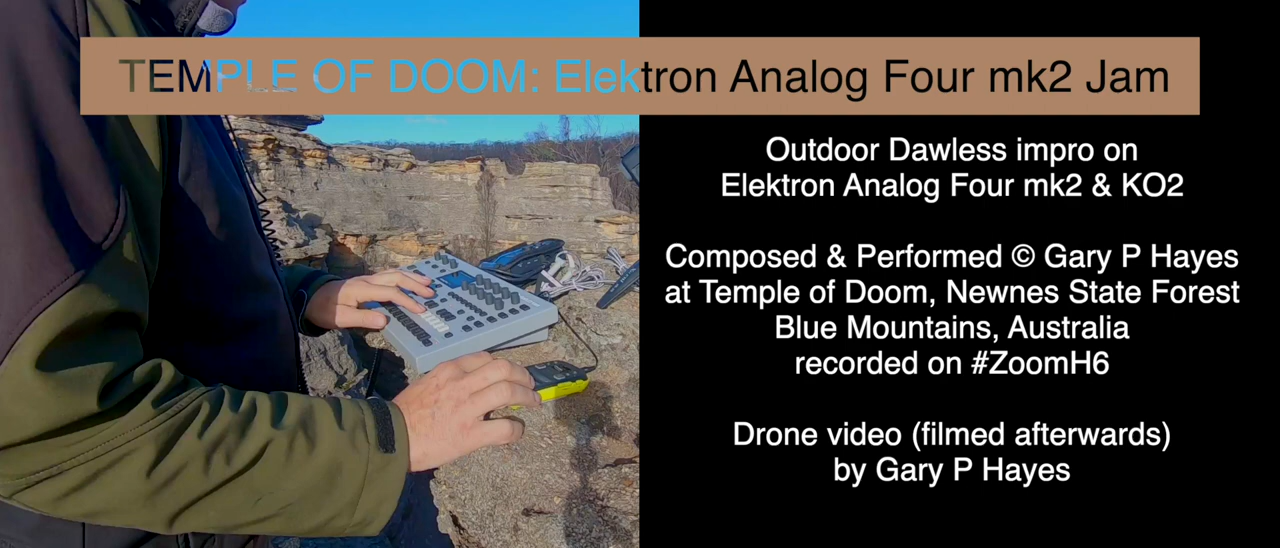 TEMPLE OF DOOM: Elektron Analog Four mk2 Jam
Outdoor Dawless impro on
Elektron Analog Four mk2 & KO2
Composed & Performed © Gary P Hayes
at Temple of Doom, Newnes State Forest
Blue Mountains, Australia
recorded on #ZoomH6
Drone video (filmed afterwards)
by Gary P Hayes